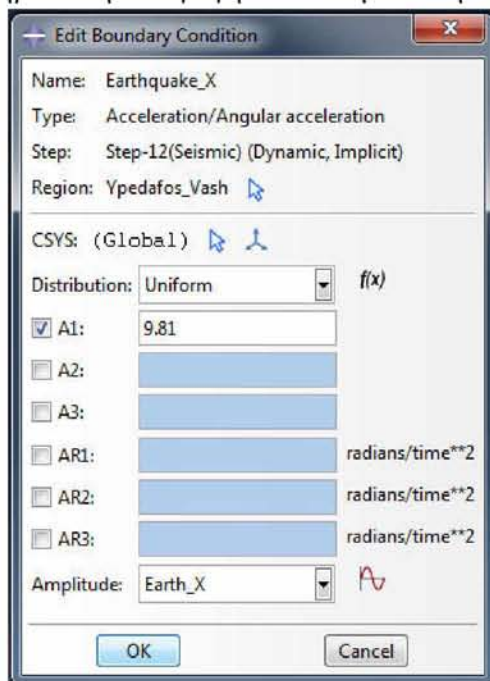 Edit Boundary Condition
Name: Earthquake_X
Type: Acceleration/Angular acceleration
Step: Step-12(Seismic) (Dynamic, Implicit)
Region: Ypedafos_Vash
CSYS: (Global)
Distribution: Uniform f(x)
A1: 9.81
A2:
A3:
AR1: radians/time**2
AR2: radians/time**2
AR3: radians/time**2
Amplitude: Earth_X
OK Cancel